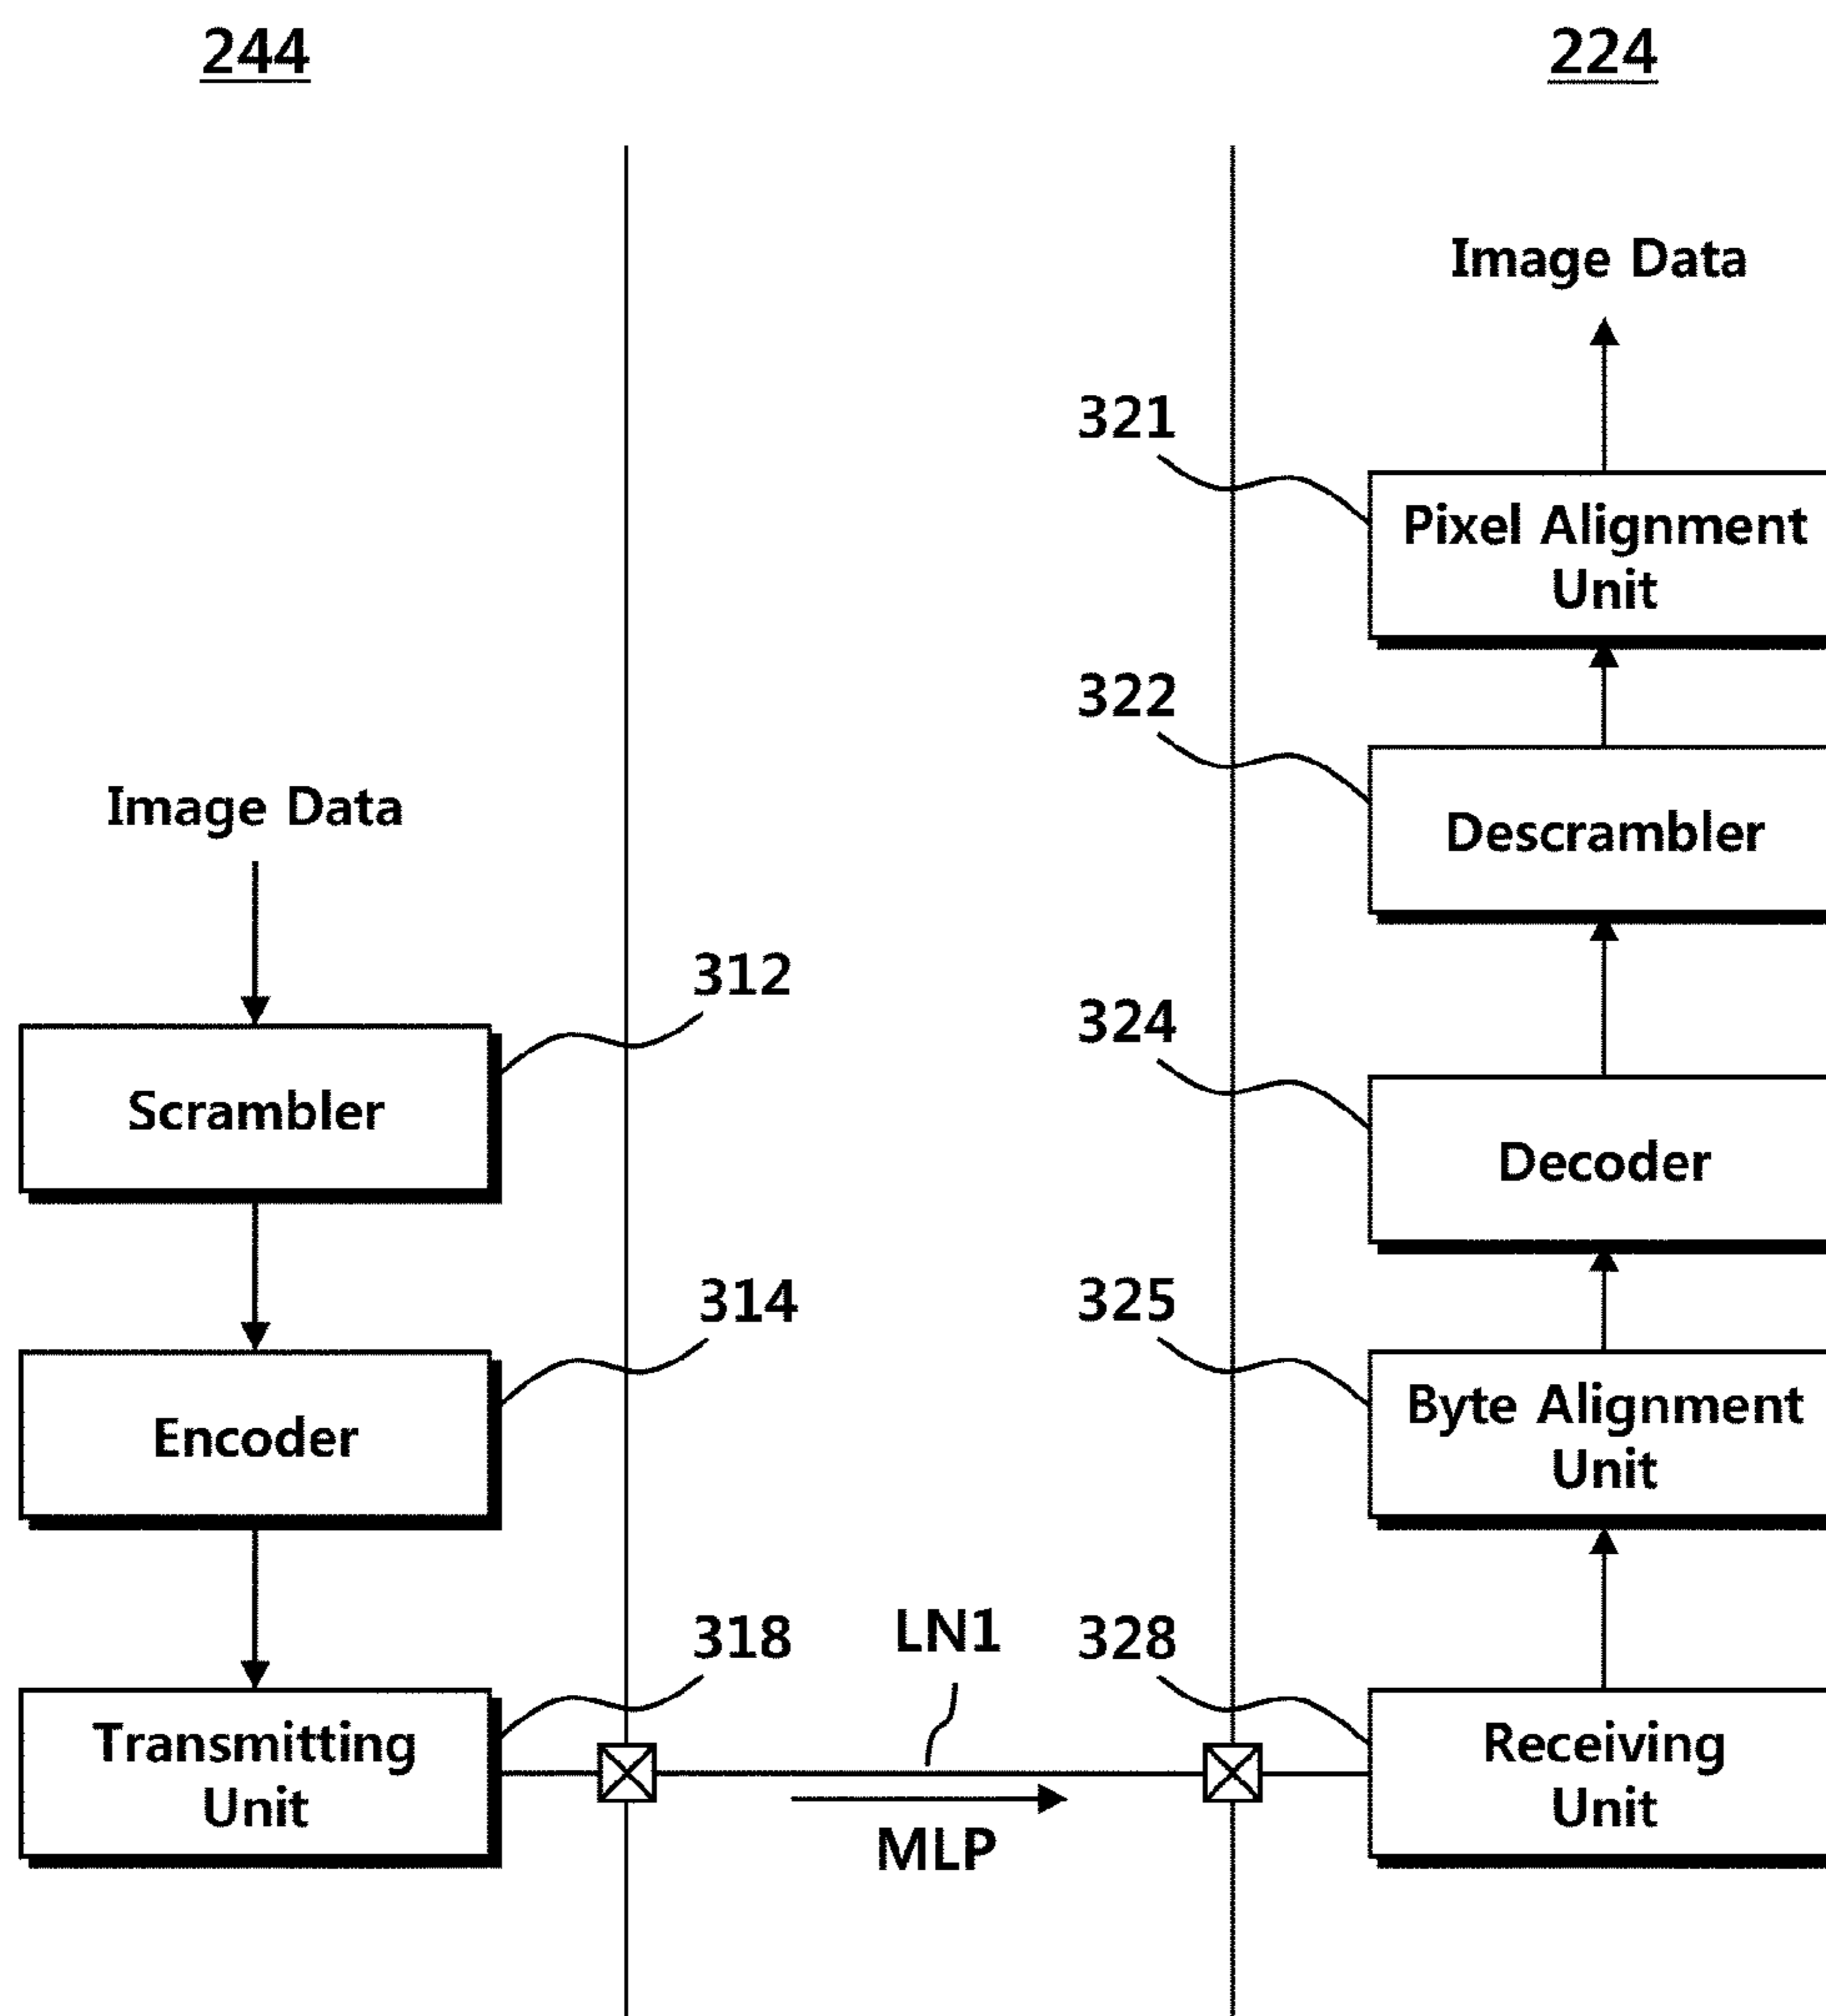 244
224
Image Data
321
Pixel Alignment
Unit
322
Image Data
Descrambler
312
324
Scrambler
Decoder
314
325
Encoder
Byte Alignment
Unit
318
LN1
328
Transmitting
Unit
Receiving
Unit
MLP